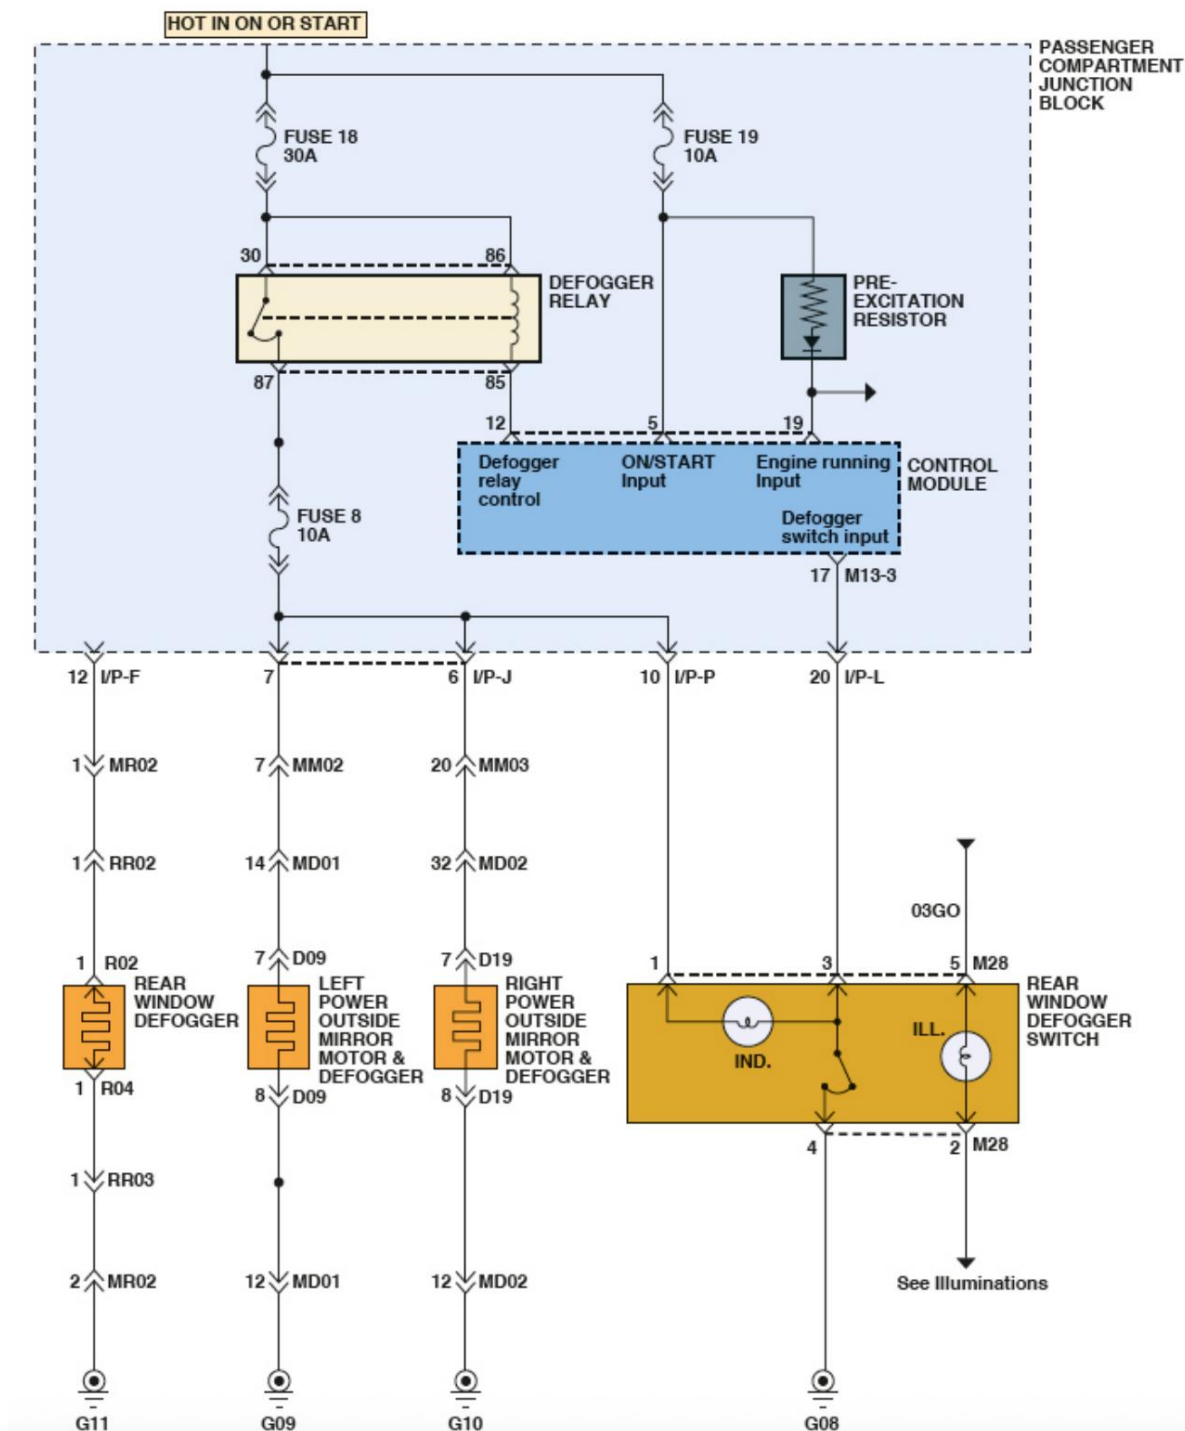 HOT IN ON OR START
PASSENGER
COMPARTMENT
JUNCTION
BLOCK
FUSE 18
30A
FUSE 19
10A
30
86
DEFOGGER
RELAY
PRE-
EXCITATION
RESISTOR
87
85
12
5
19
Defogger
relay
control
ON/START
Input
Engine running
Input
CONTROL
MODULE
Defogger
switch input
FUSE 8
10A
17
M13-3
12
I/P-F
7
6
I/P-J
10
I/P-P
20
I/P-L
1
MR02
7
MM02
20
MM03
1
RR02
14
MD01
32
MD02
03GO
1
R02
7
D09
7
D19
1
3
5
M28
REAR
WINDOW
DEFOGGER
LEFT
POWER
OUTSIDE
MIRROR
MOTOR &
DEFOGGER
RIGHT
POWER
OUTSIDE
MIRROR
MOTOR &
DEFOGGER
IND.
ILL.
REAR
WINDOW
DEFOGGER
SWITCH
1
R04
8
D09
8
D19
4
2
M28
1
RR03
2
MR02
12
MD01
12
MD02
See Illuminations
G11
G09
G10
G08